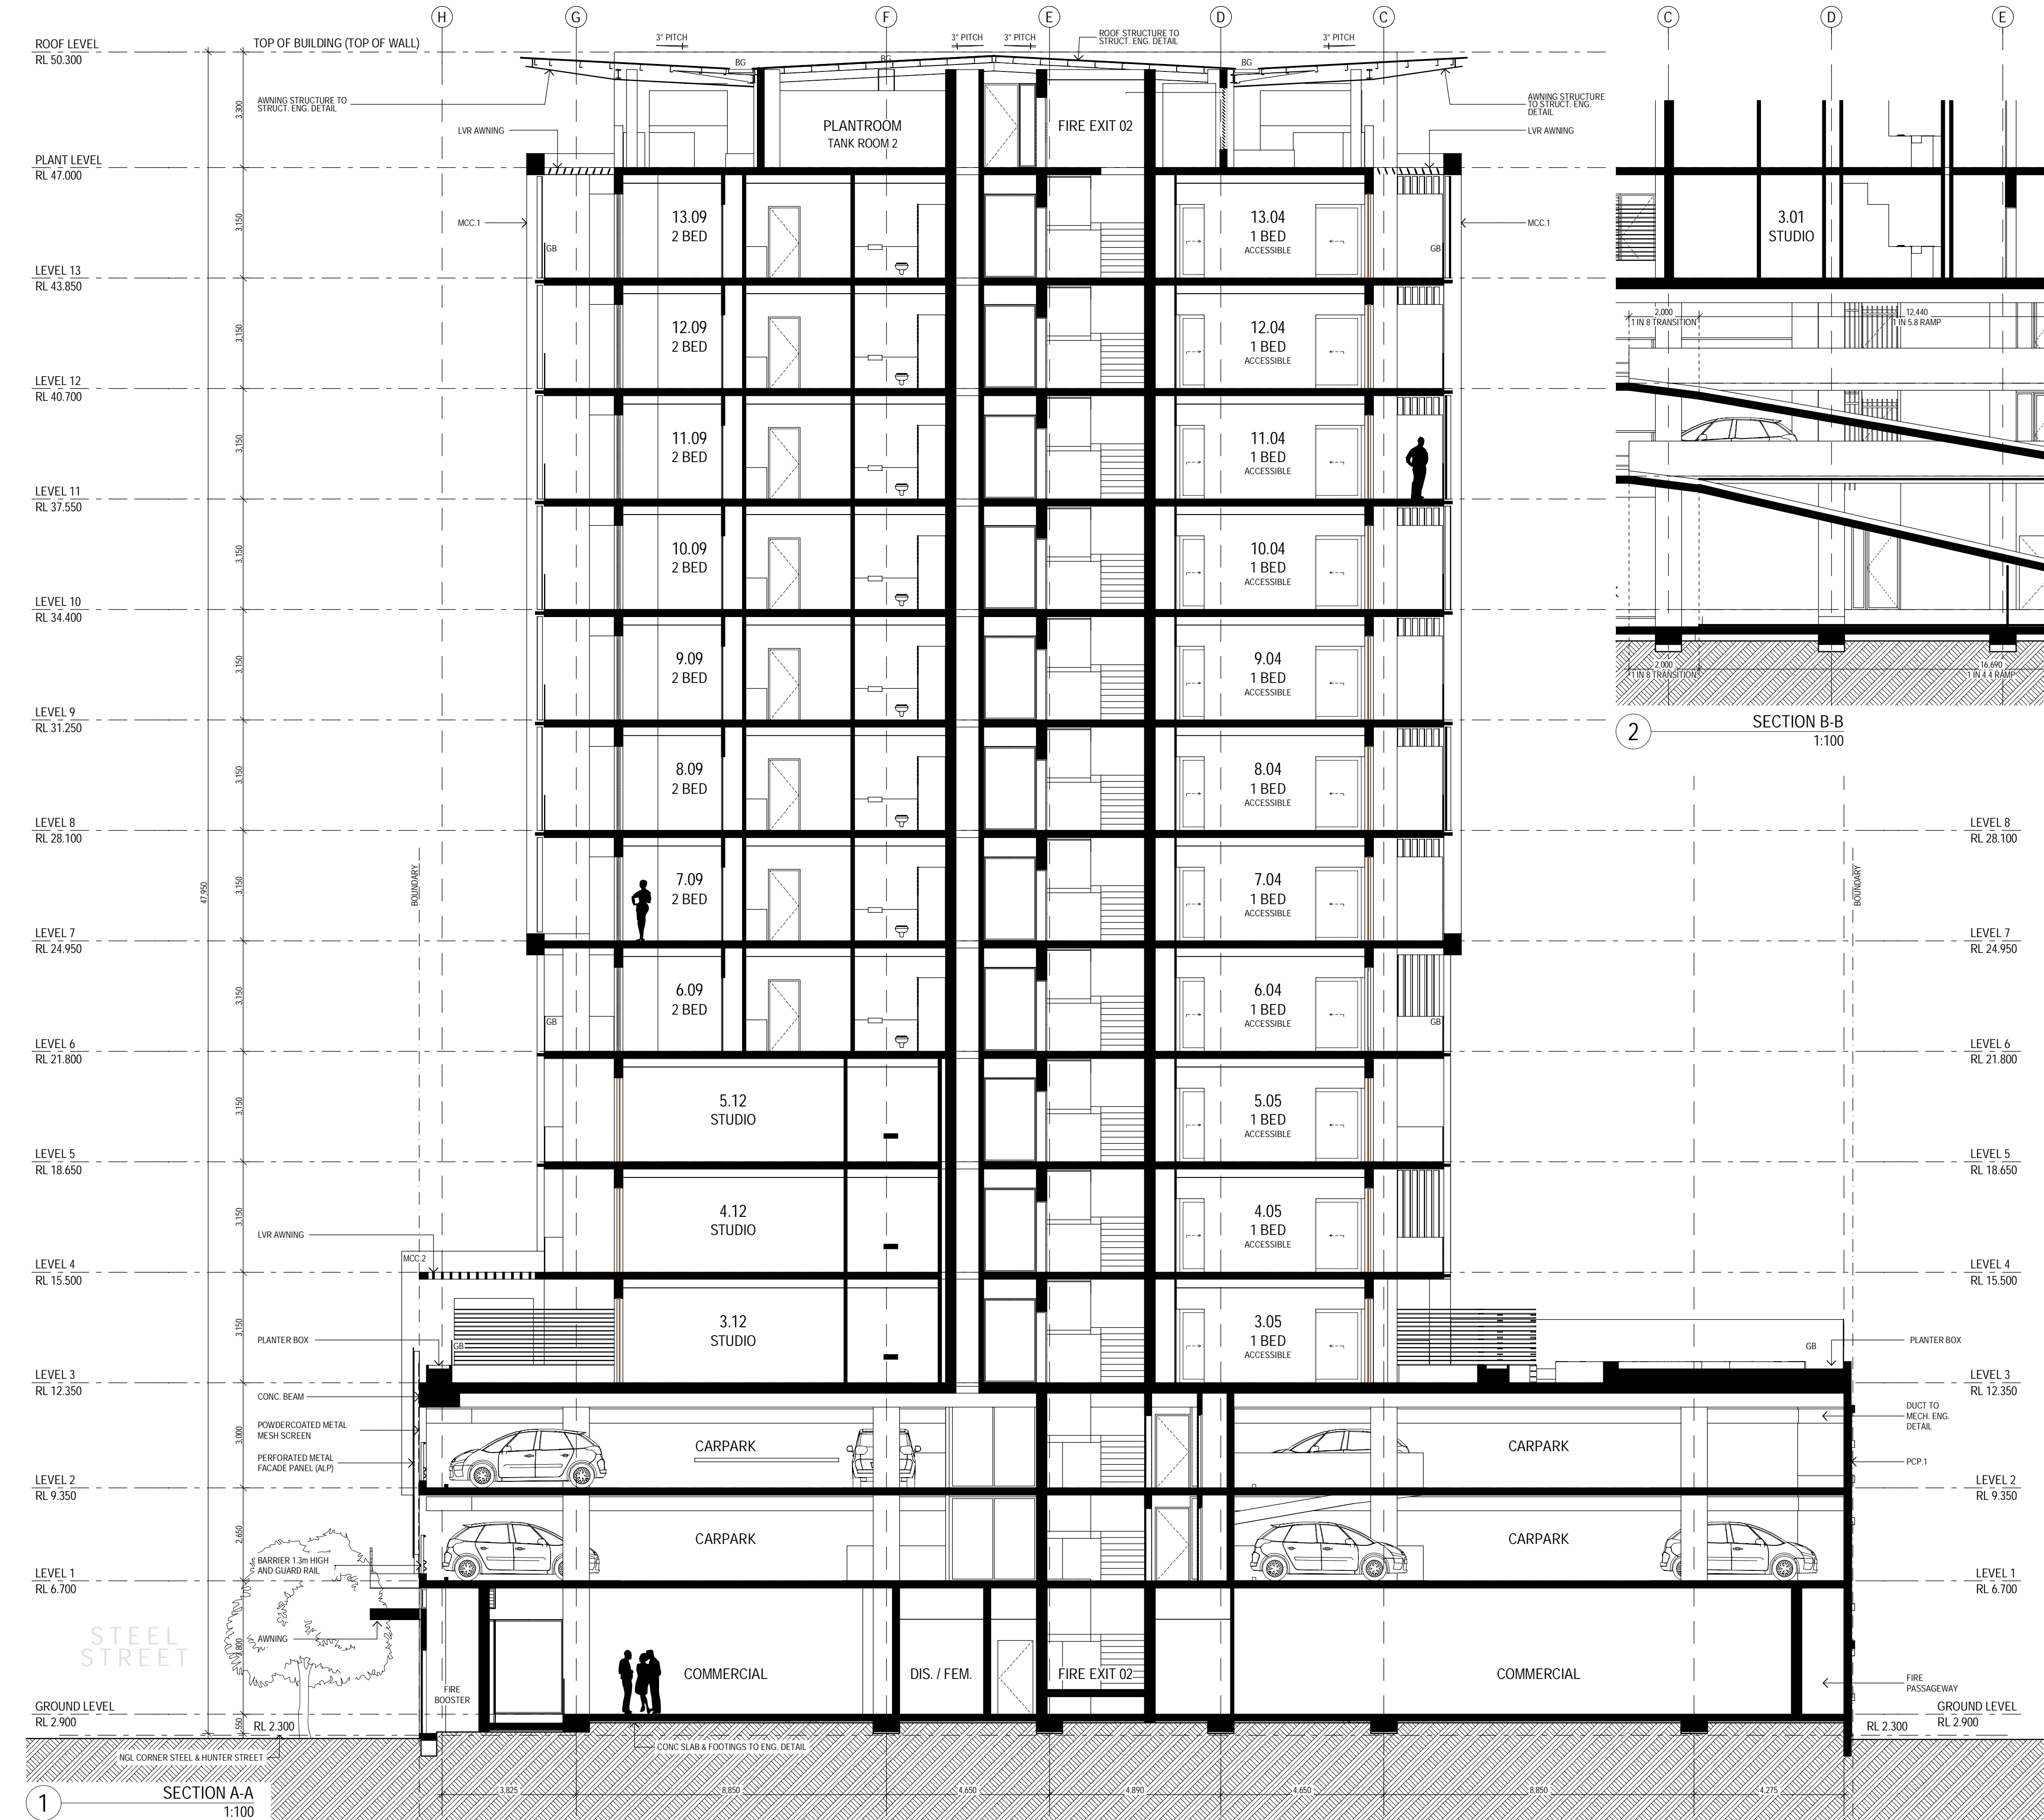 H
G
F
E
D
C
C
D
E
ROOF LEVEL
RL 50.300
TOP OF BUILDING (TOP OF WALL)
3° PITCH
3° PITCH
3° PITCH
3° PITCH
ROOF STRUCTURE TO
STRUCT. ENG. DETAIL
BG
BG
BG
AWNING STRUCTURE TO
STRUCT. ENG. DETAIL
AWNING STRUCTURE
TO STRUCT. ENG.
DETAIL
3,300
LVR AWNING
PLANTROOM
TANK ROOM 2
FIRE EXIT 02
LVR AWNING
PLANT LEVEL
RL 47.000
3,150
MCC.1
GB
13.09
2 BED
13.04
1 BED
ACCESSIBLE
GB
MCC.1
3.01
STUDIO
LEVEL 13
RL 43.850
3,150
12.09
2 BED
12.04
1 BED
ACCESSIBLE
2,000
1 IN 8 TRANSITION
12,440
1 IN 5.8 RAMP
LEVEL 12
RL 40.700
3,150
11.09
2 BED
11.04
1 BED
ACCESSIBLE
LEVEL 11
RL 37.550
3,150
10.09
2 BED
10.04
1 BED
ACCESSIBLE
LEVEL 10
RL 34.400
3,150
9.09
2 BED
9.04
1 BED
ACCESSIBLE
2,000
1 IN 8 TRANSITION
16,690
1 IN 4.4 RAMP
LEVEL 9
RL 31.250
2
SECTION B-B
1:100
3,150
8.09
2 BED
8.04
1 BED
ACCESSIBLE
LEVEL 8
RL 28.100
LEVEL 8
RL 28.100
47,950
3,150
BOUNDARY
7.09
2 BED
7.04
1 BED
ACCESSIBLE
BOUNDARY
LEVEL 7
RL 24.950
LEVEL 7
RL 24.950
3,150
GB
6.09
2 BED
6.04
1 BED
ACCESSIBLE
GB
LEVEL 6
RL 21.800
LEVEL 6
RL 21.800
3,150
5.12
STUDIO
5.05
1 BED
ACCESSIBLE
LEVEL 5
RL 18.650
LEVEL 5
RL 18.650
3,150
4.12
STUDIO
4.05
1 BED
ACCESSIBLE
LVR AWNING
MCC.2
LEVEL 4
RL 15.500
LEVEL 4
RL 15.500
3,150
PLANTER BOX
GB
3.12
STUDIO
3.05
1 BED
ACCESSIBLE
GB
PLANTER BOX
LEVEL 3
RL 12.350
LEVEL 3
RL 12.350
CONC. BEAM
POWDERCOATED METAL
MESH SCREEN
PERFORATED METAL
FACADE PANEL (ALP)
3,000
CARPARK
CARPARK
DUCT TO
MECH. ENG.
DETAIL
PCP.1
LEVEL 2
RL 9.350
LEVEL 2
RL 9.350
2,650
CARPARK
CARPARK
BARRIER 1.3m HIGH
AND GUARD RAIL
LEVEL 1
RL 6.700
LEVEL 1
RL 6.700
STEEL
STREET
AWNING
3,800
FIRE
BOOSTER
COMMERCIAL
DIS. / FEM.
FIRE EXIT 02
COMMERCIAL
FIRE
PASSAGEWAY
GROUND LEVEL
RL 2.900
GROUND LEVEL
RL 2.900
550
RL 2.300
RL 2.300
NGL CORNER STEEL & HUNTER STREET
CONC SLAB & FOOTINGS TO ENG. DETAIL
1
SECTION A-A
1:100
3,825
8,850
4,650
4,890
4,650
8,850
4,275